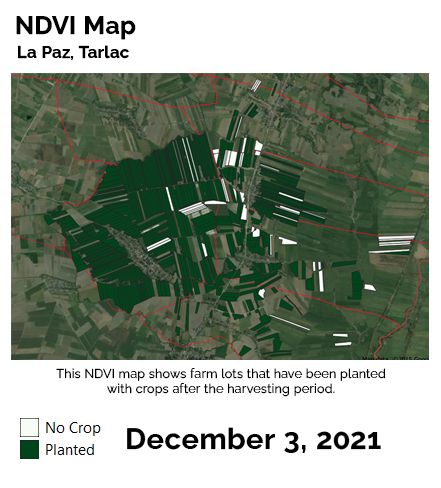 NDVI Map
La Paz, Tarlac
This NDVI map shows farm lots that have been planted
with crops after the harvesting period.
No Crop
Planted
December 3, 2021